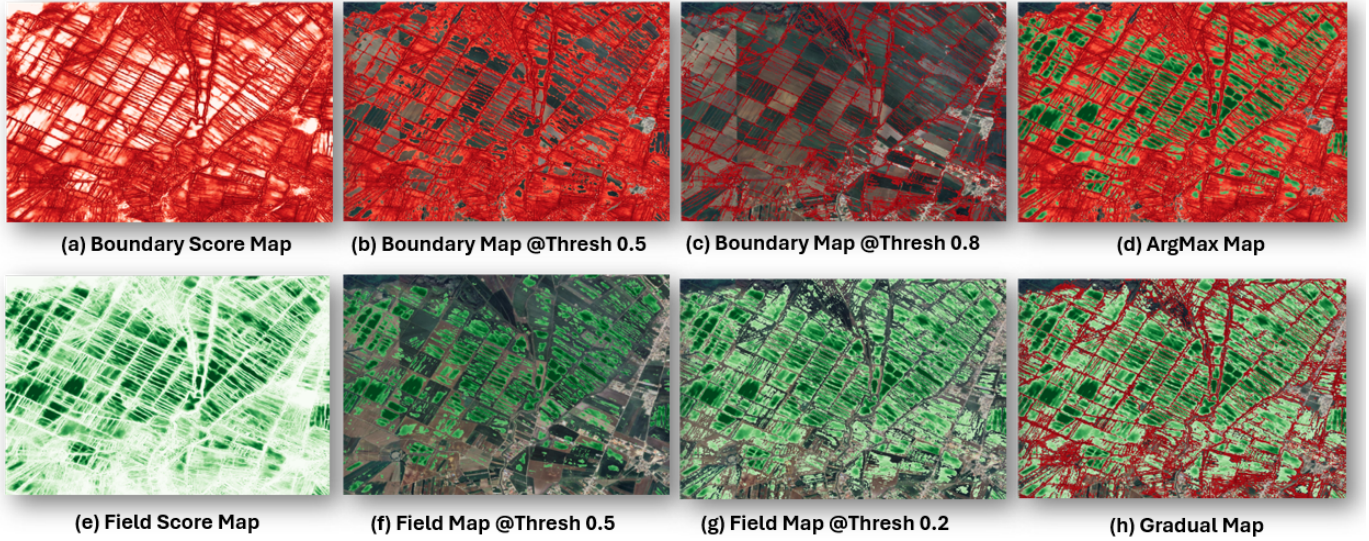 (a) Boundary Score Map
(b) Boundary Map @Thresh 0.5
(c) Boundary Map @Thresh 0.8
(d) ArgMax Map
(e) Field Score Map
(f) Field Map @Thresh 0.5
(g) Field Map @Thresh 0.2
(h) Gradual Map